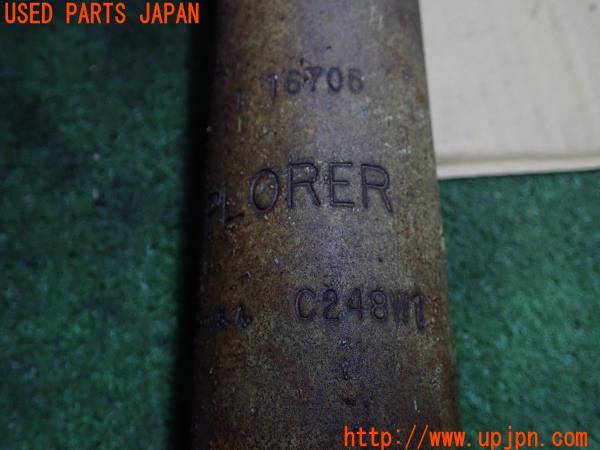 USED PARTS JAPAN
16706
PLORER
C248W1
http://www.upjpn.com/